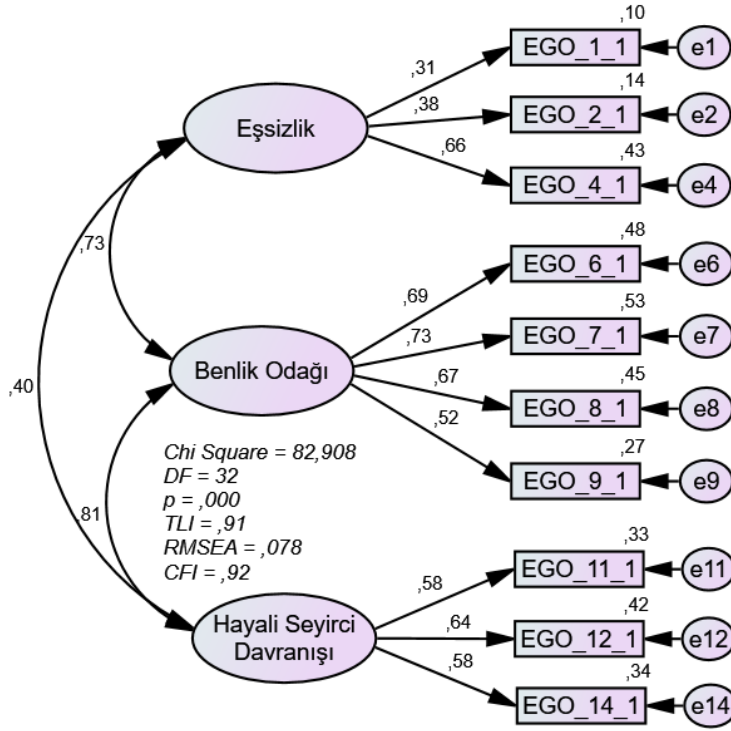 ,10
EGO_1_1
e1
,31
,14
EGO_2_1
e2
,38
Eşsizlik
,43
EGO_4_1
e4
,66
,73
,48
EGO_6_1
e6
,69
,53
EGO_7_1
e7
,73
Benlik Odağı
,45
EGO_8_1
e8
,67
,40
,52
,27
EGO_9_1
e9
Chi Square = 82,908
DF = 32
p = ,000
TLI = ,91
RMSEA = ,078
CFI = ,92
,81
,33
EGO_11_1
e11
,58
,42
EGO_12_1
e12
,64
Hayali Seyirci
Davranışı
,58
,34
EGO_14_1
e14